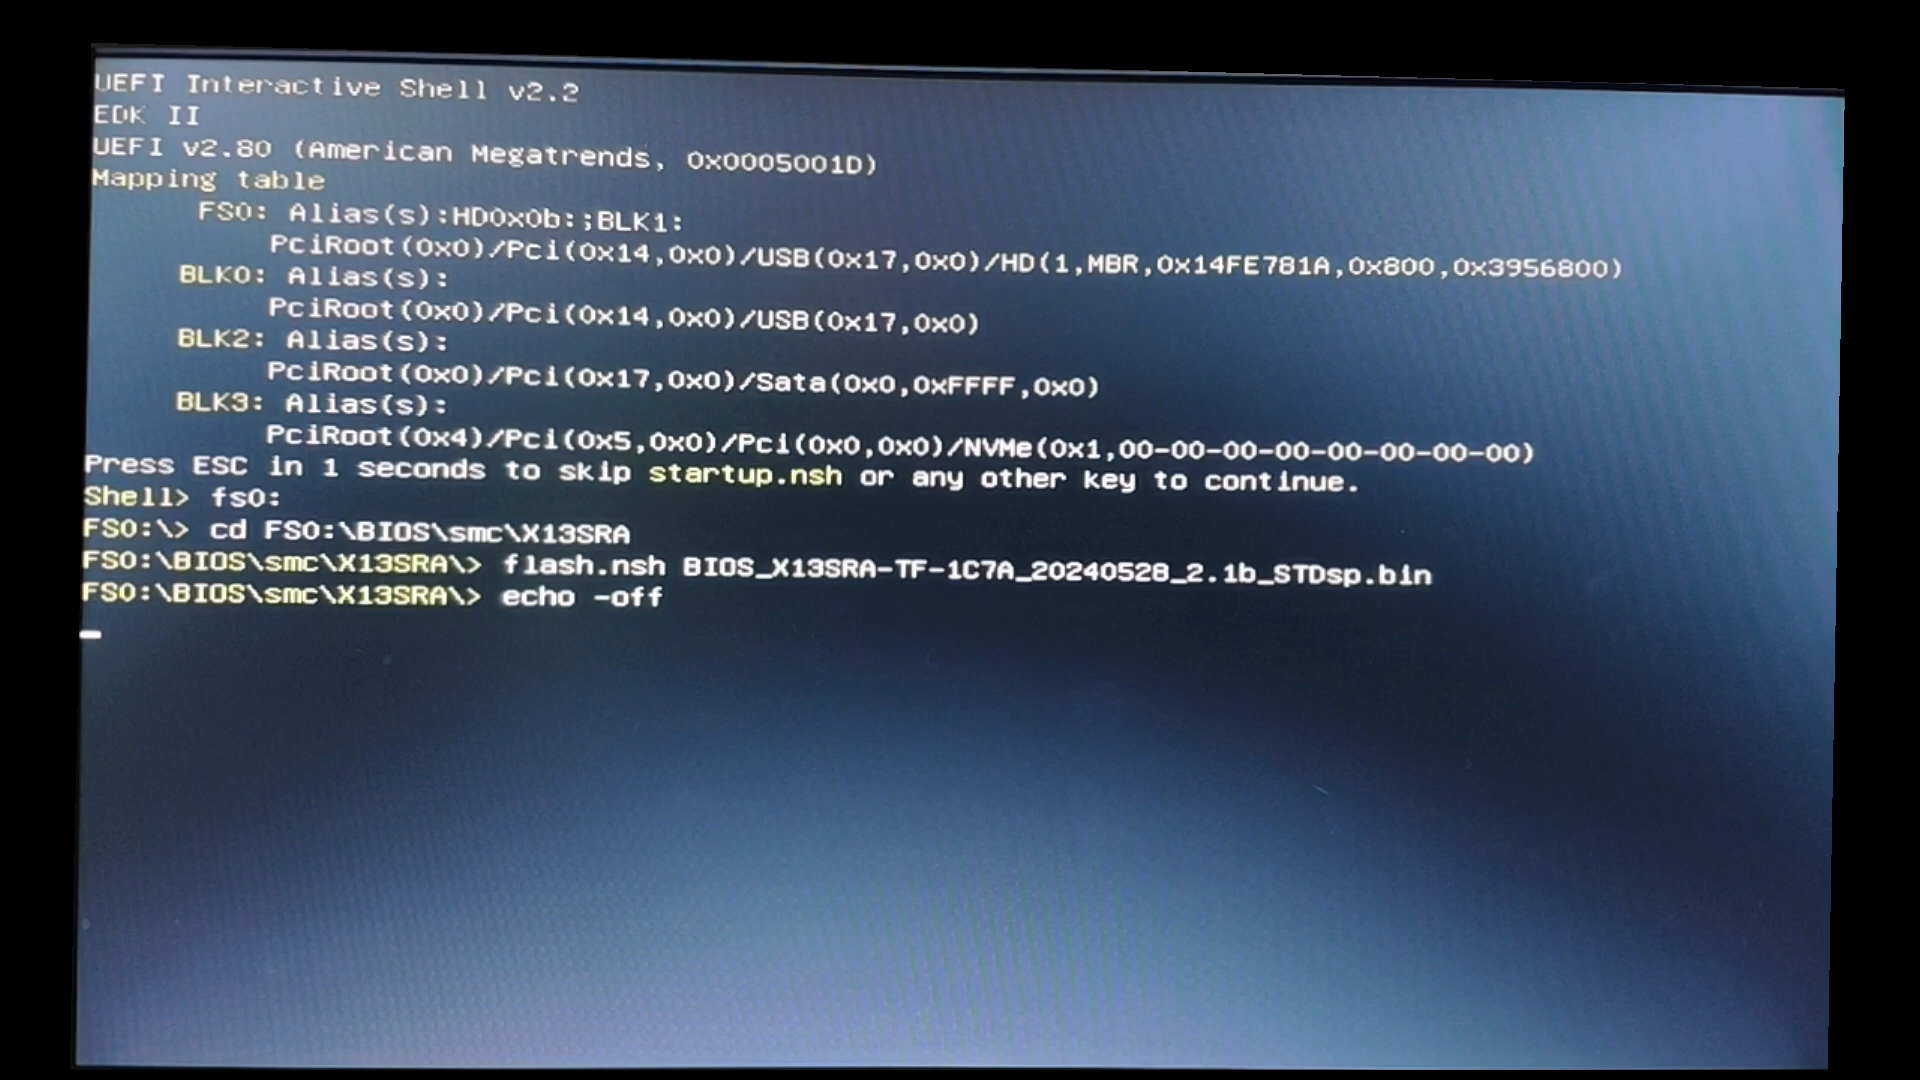 UEFI Interactive Shell v2.2
EDK II
UEFI v2.80 (American Megatrends, 0x0005001D)
Mapping table
FS0: Alias(s):HD0x0b:;BLK1:
PciRoot(0x0)/Pci(0x14,0x0)/USB(0x17,0x0)/HD(1,MBR,0x14FE781A,0x800,0x3956800)
BLK0: Alias(s):
PciRoot(0x0)/Pci(0x14,0x0)/USB(0x17,0x0)
BLK2: Alias(s):
PciRoot(0x0)/Pci(0x17,0x0)/Sata(0x0,0xFFFF,0x0)
BLK3: Alias(s):
PciRoot(0x4)/Pci(0x5,0x0)/Pci(0x0,0x0)/NVMe(0x1,00-00-00-00-00-00-00-00)
Press ESC in 1 seconds to skip startup.nsh or any other key to continue.
Shell> fs0:
FS0:\> cd FS0:\BIOS\smc\X13SRA
FS0:\BIOS\smc\X13SRA\> flash.nsh BIOS_X13SRA-TF-1C7A_20240528_2.1b_STDsp.bin
FS0:\BIOS\smc\X13SRA\> echo -off